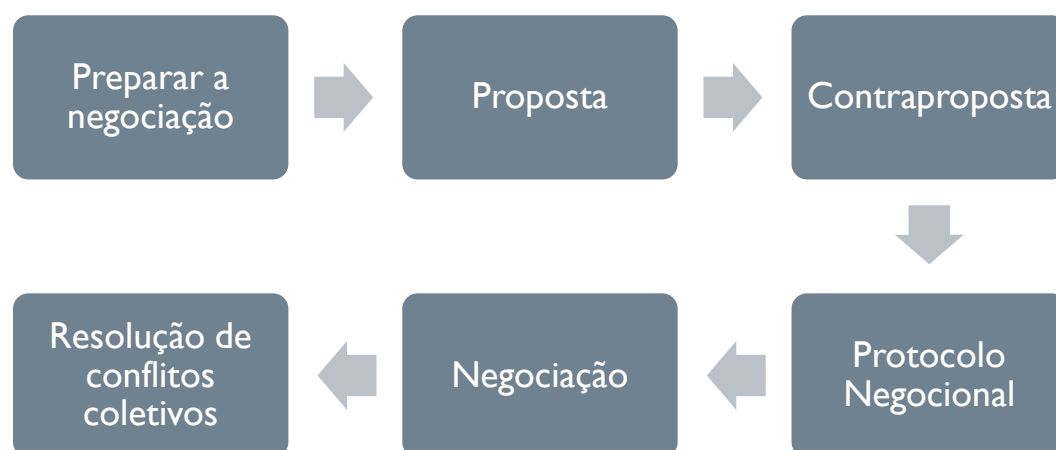 Preparar a
negociação
Proposta
Contraproposta
Protocolo
Negocional
Negociação
Resolução de
conflitos
coletivos